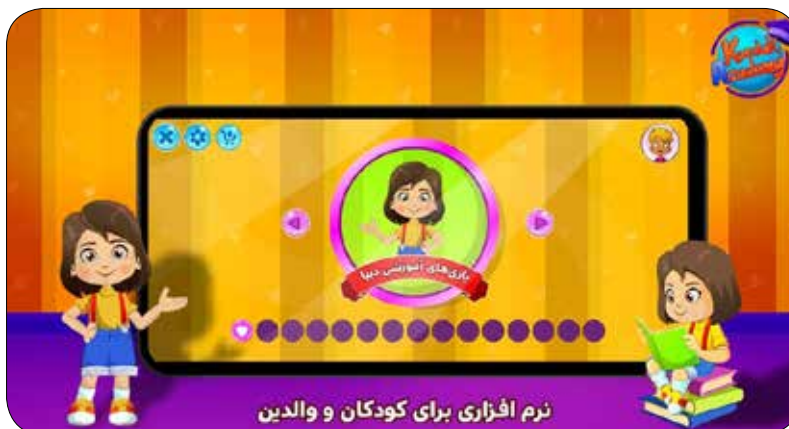 بازی‌های آموزشی دیبا
نرم افزاری برای کودکان و والدین